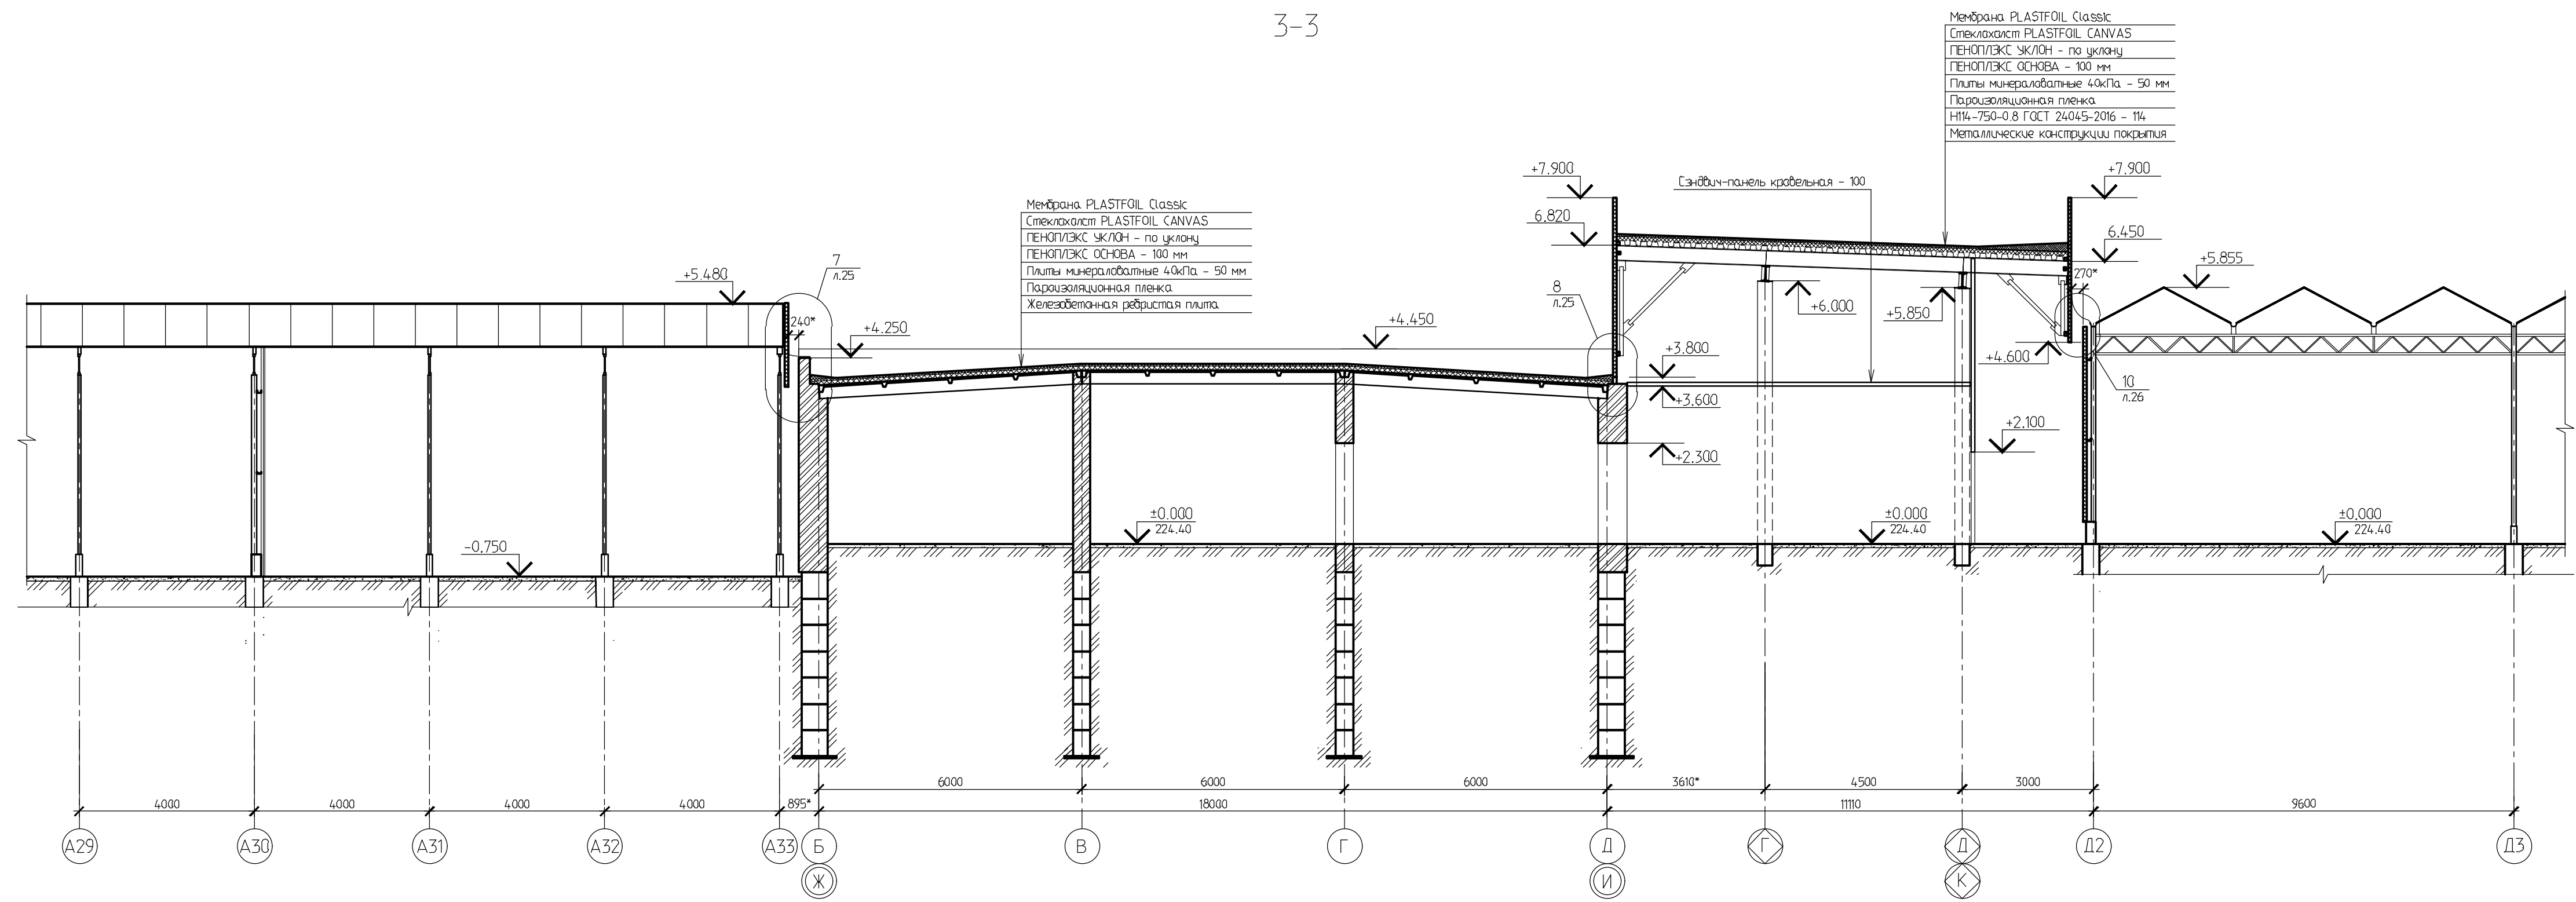 3-3
Мембрана PLASTFOIL Classic
Стеклохолст PLASTFOIL CANVAS
ПЕНОПЛЭКС УКЛОН - по уклону
ПЕНОПЛЭКС ОСНОВА - 100 мм
Плиты минераловатные 40кПа - 50 мм
Пароизоляционная пленка
Н114-750-0.8 ГОСТ 24045-2016 - 114
Металлические конструкции покрытия
+7.900
Сэндвич-панель кровельная - 100
+7.900
Мембрана PLASTFOIL Classic
Стеклохолст PLASTFOIL CANVAS
ПЕНОПЛЭКС УКЛОН - по уклону
ПЕНОПЛЭКС ОСНОВА - 100 мм
Плиты минераловатные 40кПа - 50 мм
Пароизоляционная пленка
Железобетонная ребристая плита
6.820
6.450
+5.480
7
л.25
240*
+4.250
+4.450
8
л.25
+6.000
+5.850
270*
+5.855
+3.800
+3.600
+4.600
10
л.26
+2.100
+2.300
-0.750
±0.000
224.40
±0.000
224.40
±0.000
224.40
6000
6000
6000
3610*
4500
3000
4000
4000
4000
4000
895*
18000
11110
9600
А29
А30
А31
А32
А33
Б
В
Г
Д
Г
Д
Д2
Д3
Ж
И
К